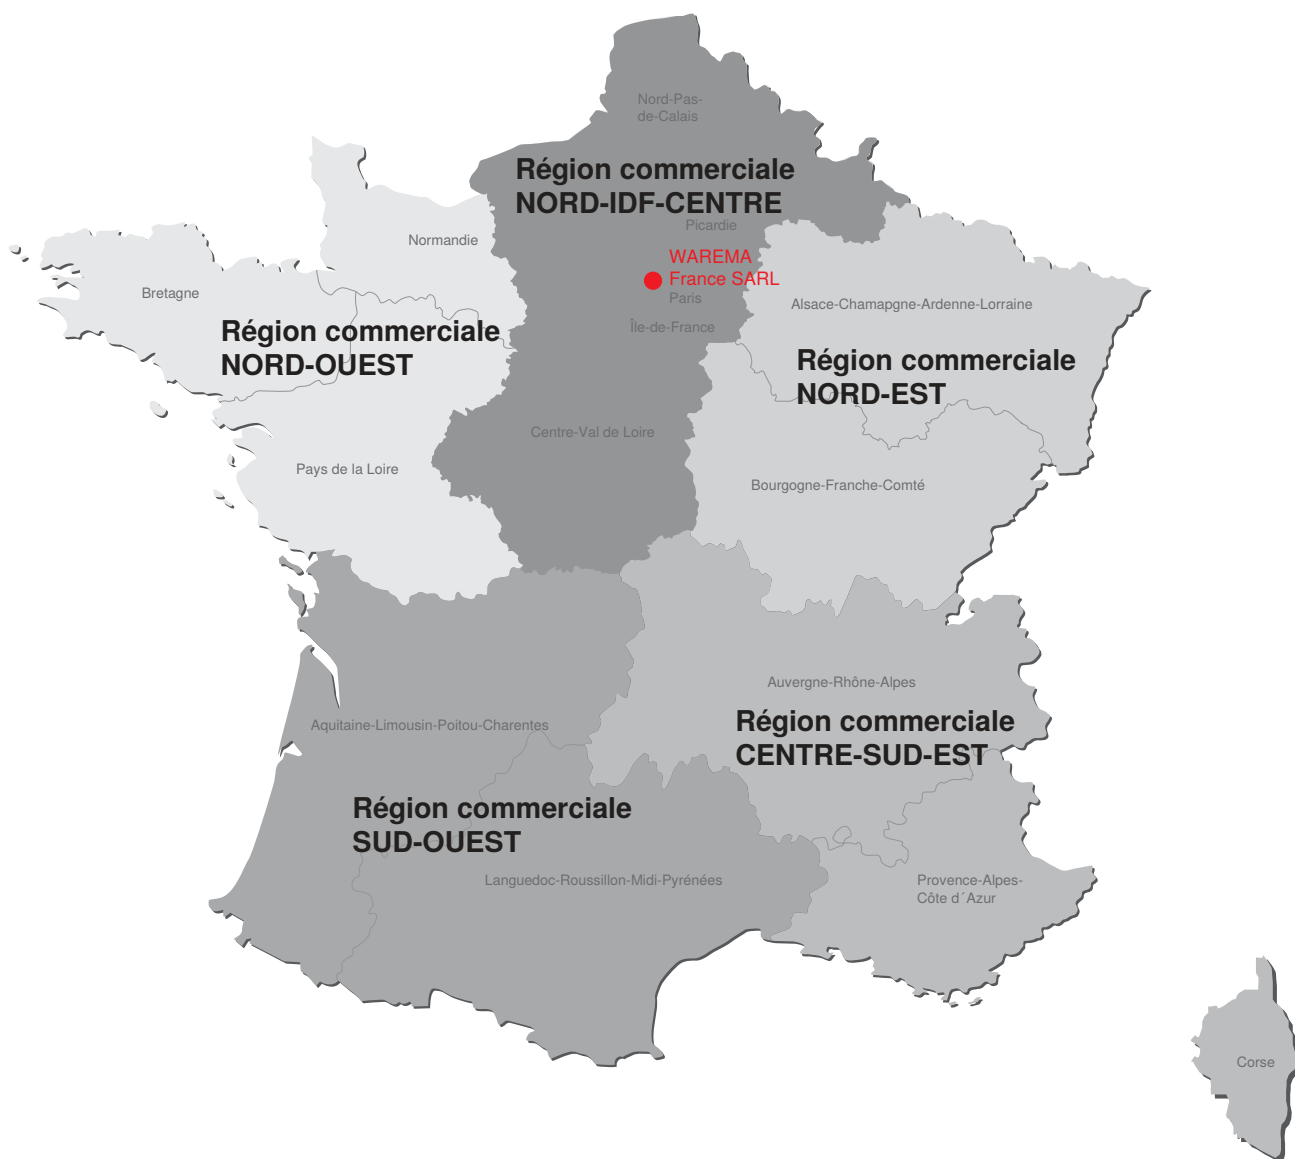 Nord-Pas-
de-Calais
Région commerciale
NORD-IDF-CENTRE
Picardie
Normandie
WAREMA
France SARL
Paris
Île-de-France
Bretagne
Région commerciale
NORD-OUEST
Alsace-Chamapgne-Ardenne-Lorraine
Région commerciale
NORD-EST
Centre-Val de Loire
Pays de la Loire
Bourgogne-Franche-Comté
Auvergne-Rhône-Alpes
Région commerciale
CENTRE-SUD-EST
Aquitaine-Limousin-Poitou-Charentes
Région commerciale
SUD-OUEST
Languedoc-Roussillon-Midi-Pyrénées
Provence-Alpes-
Côte d´Azur
Corse